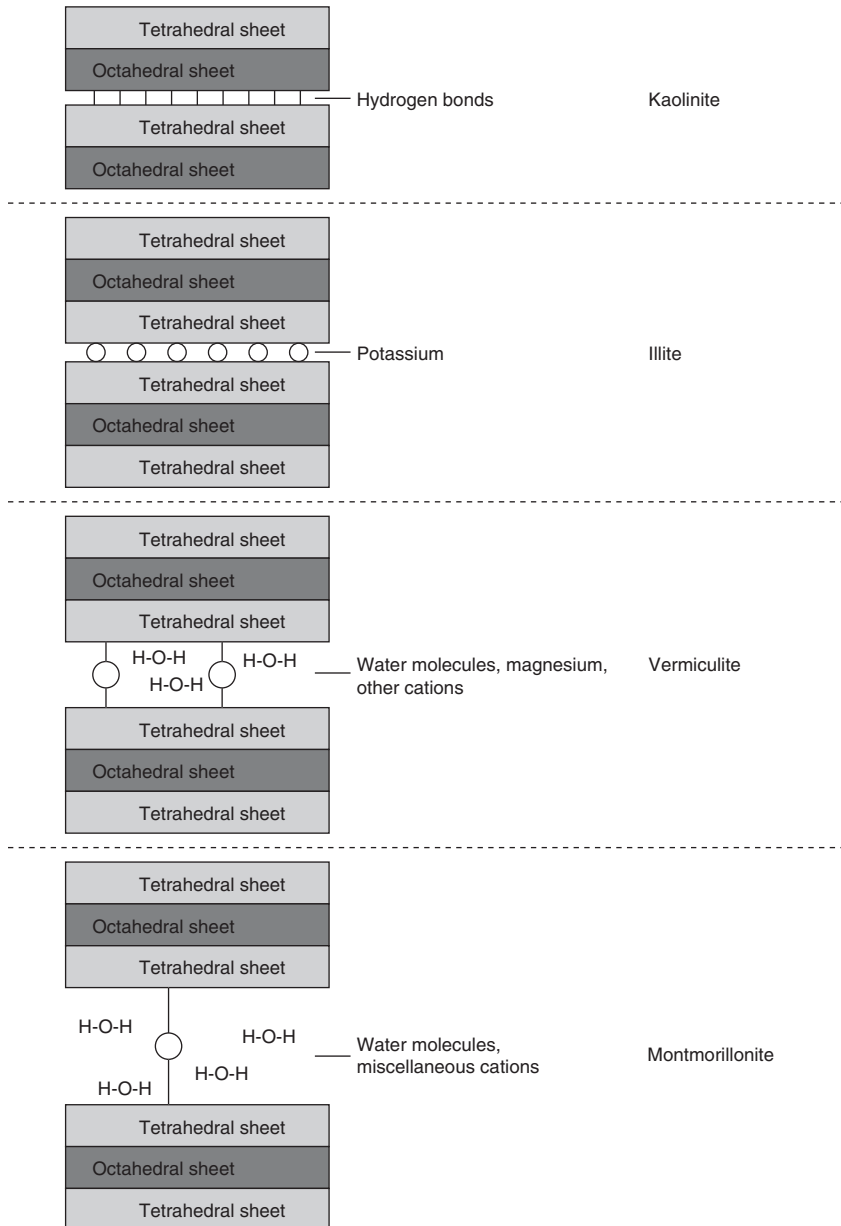 Tetrahedral sheet
Octahedral sheet
Hydrogen bonds
Kaolinite
Tetrahedral sheet
Octahedral sheet
Tetrahedral sheet
Octahedral sheet
Tetrahedral sheet
Potassium
Illite
Tetrahedral sheet
Octahedral sheet
Tetrahedral sheet
Tetrahedral sheet
Octahedral sheet
Tetrahedral sheet
H-O-H
H-O-H
H-O-H
Water molecules, magnesium,
other cations
Vermiculite
Tetrahedral sheet
Octahedral sheet
Tetrahedral sheet
Tetrahedral sheet
Octahedral sheet
Tetrahedral sheet
H-O-H
H-O-H
H-O-H
H-O-H
Water molecules,
miscellaneous cations
Montmorillonite
Tetrahedral sheet
Octahedral sheet
Tetrahedral sheet